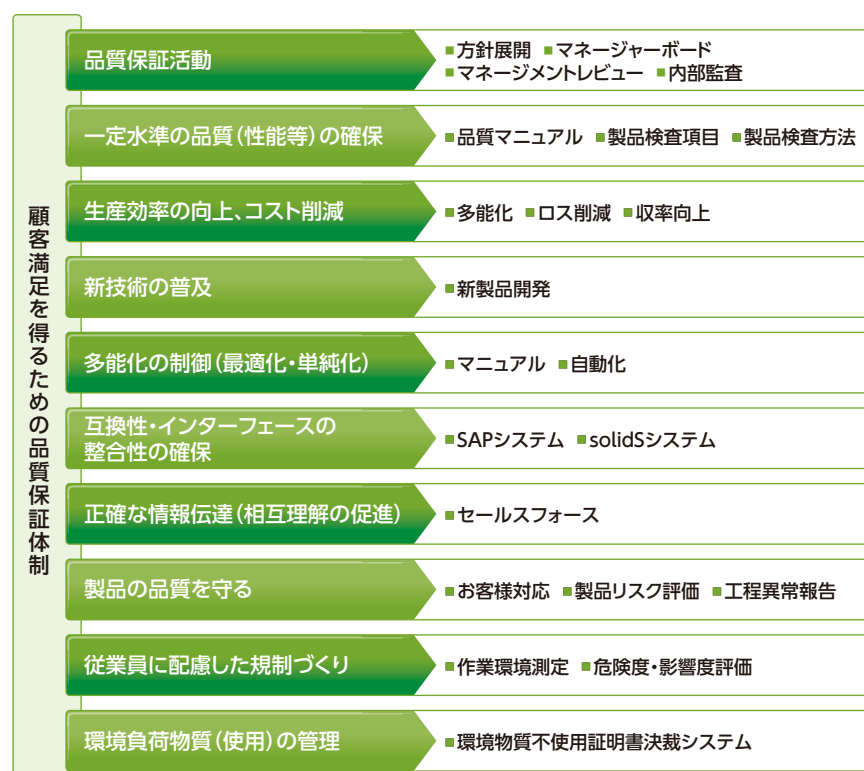 顧客満足を得るための品質保証体制
品質保証活動
■方針展開 ■マネージャーボード
■マネージメントレビュー ■内部監査
一定水準の品質(性能等)の確保
■品質マニュアル ■製品検査項目 ■製品検査方法
生産効率の向上、コスト削減
■多能化 ■ロス削減 ■収率向上
新技術の普及
■新製品開発
多能化の制御(最適化・単純化)
■マニュアル ■自動化
互換性・インターフェースの
整合性の確保
■SAPシステム ■solidSシステム
正確な情報伝達(相互理解の促進)
■セールスフォース
製品の品質を守る
■お客様対応 ■製品リスク評価 ■工程異常報告
従業員に配慮した規制づくり
■作業環境測定 ■危険度・影響度評価
環境負荷物質(使用)の管理
■環境物質不使用証明書決裁システム